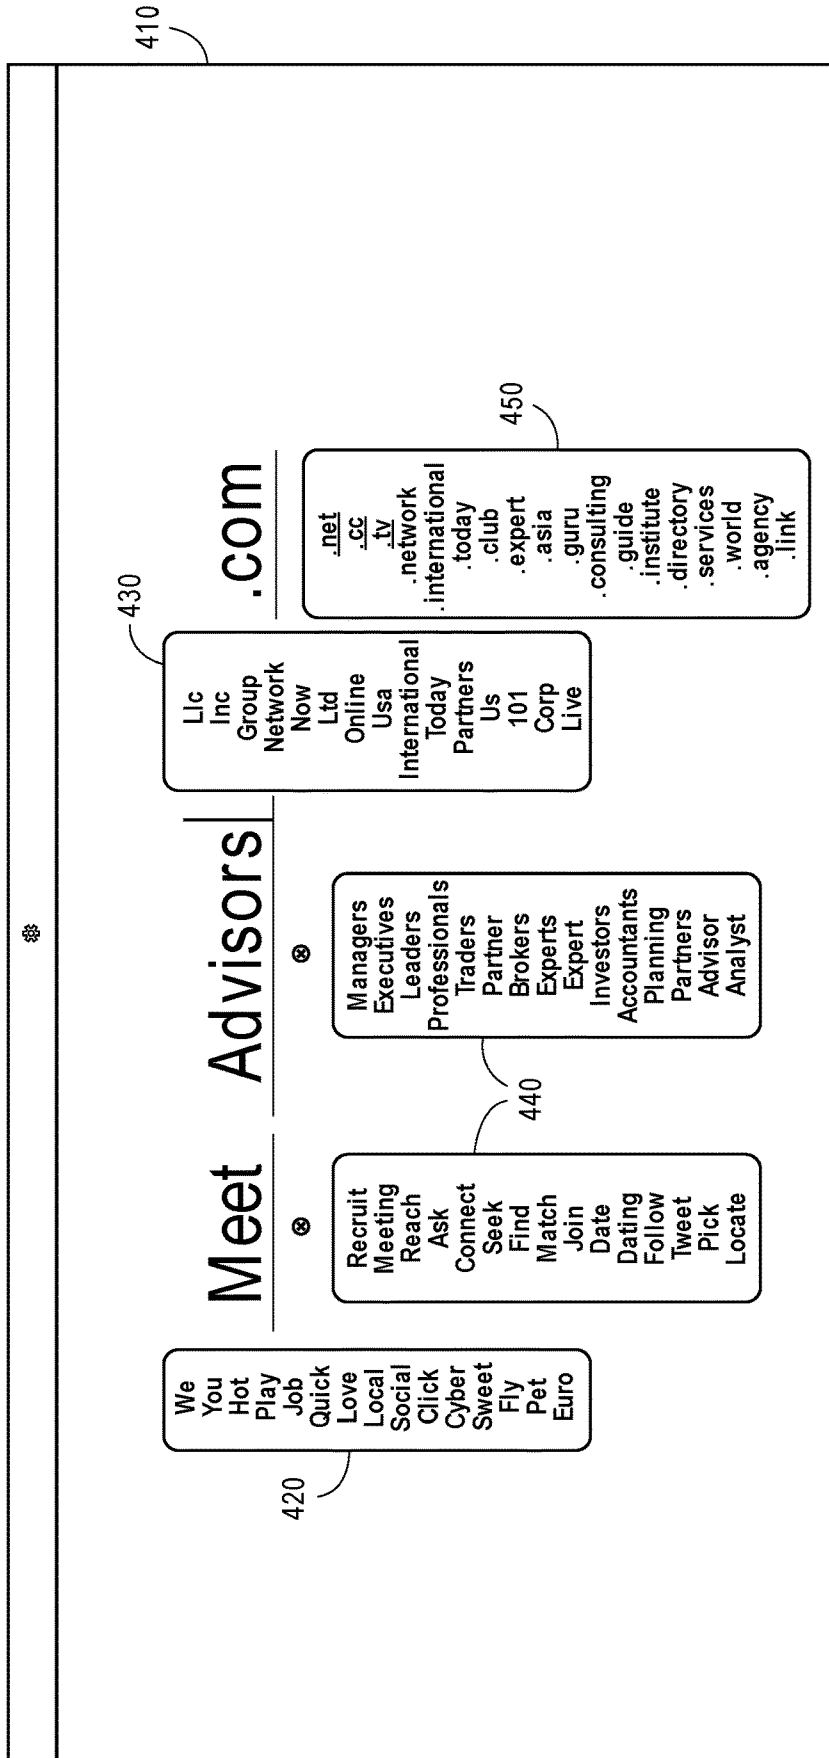 410
Meet Advisors .com
420
We
You
Hot
Play
Job
Quick
Love
Local
Social
Click
Cyber
Sweet
Fly
Pet
Euro
440
Recruit
Meeting
Reach
Ask
Connect
Seek
Find
Match
Join
Date
Dating
Follow
Tweet
Pick
Locate
Managers
Executives
Leaders
Professionals
Traders
Partner
Brokers
Experts
Expert
Investors
Accountants
Planning
Partners
Advisor
Analyst
430
Llc
Inc
Group
Network
Now
Ltd
Online
Usa
International
Today
Partners
Us
101
Corp
Live
450
.net
.cc
.tv
.network
.international
.today
.club
.expert
.asia
.guru
.consulting
.guide
.institute
.directory
.services
.world
.agency
.link